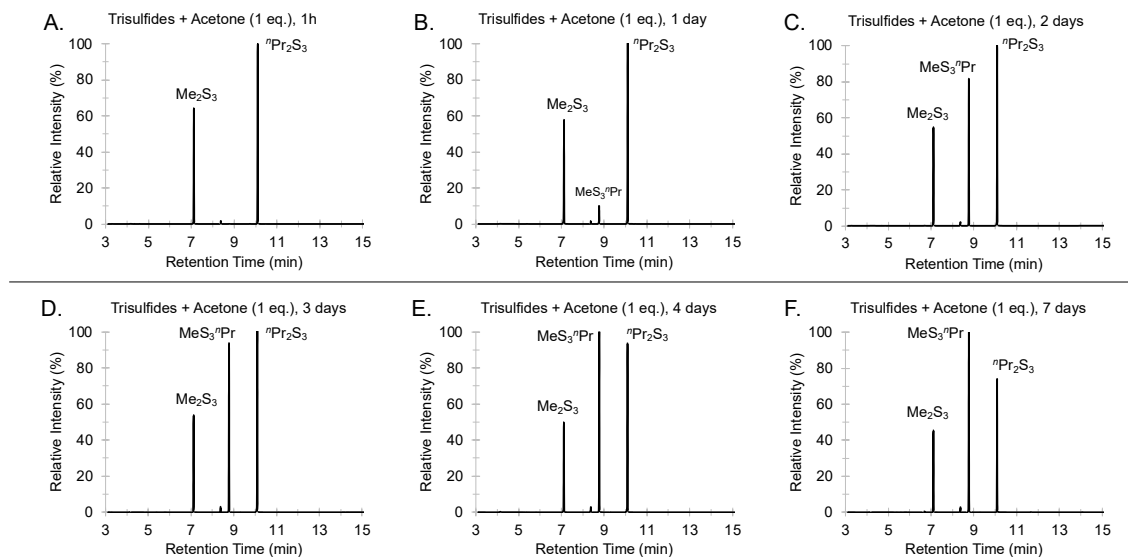 A. Trisulfides + Acetone (1 eq.), 1h
Relative Intensity (%)
100
80
60
40
20
0
Me₂S₃
ⁿPr₂S₃
3 5 7 9 11 13 15
Retention Time (min)
B. Trisulfides + Acetone (1 eq.), 1 day
Relative Intensity (%)
100
80
60
40
20
0
Me₂S₃
MeS₃ⁿPr
ⁿPr₂S₃
3 5 7 9 11 13 15
Retention Time (min)
C. Trisulfides + Acetone (1 eq.), 2 days
Relative Intensity (%)
100
80
60
40
20
0
Me₂S₃
MeS₃ⁿPr
ⁿPr₂S₃
3 5 7 9 11 13 15
Retention Time (min)
D. Trisulfides + Acetone (1 eq.), 3 days
Relative Intensity (%)
100
80
60
40
20
0
Me₂S₃
MeS₃ⁿPr
ⁿPr₂S₃
3 5 7 9 11 13 15
Retention Time (min)
E. Trisulfides + Acetone (1 eq.), 4 days
Relative Intensity (%)
100
80
60
40
20
0
Me₂S₃
MeS₃ⁿPr
ⁿPr₂S₃
3 5 7 9 11 13 15
Retention Time (min)
F. Trisulfides + Acetone (1 eq.), 7 days
Relative Intensity (%)
100
80
60
40
20
0
Me₂S₃
MeS₃ⁿPr
ⁿPr₂S₃
3 5 7 9 11 13 15
Retention Time (min)